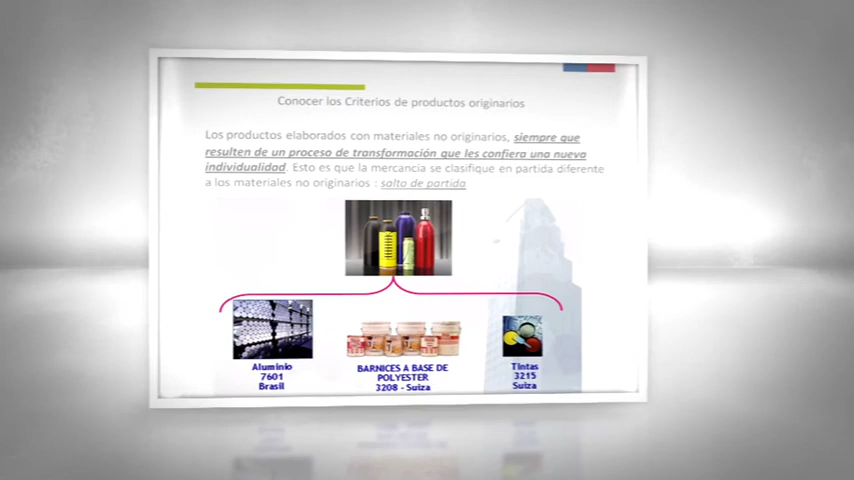 Conocer los Criterios de productos originarios
Los productos elaborados con materiales no originarios, siempre que
resulten de un proceso de transformación que les confiera una nueva
individualidad. Esto es que la mercancia se clasifique en partida diferente
a los materiales no originarios : salto de partida
Aluminio
7601
Brasil
BARNICES A BASE DE
POLYESTER
3208 - Suiza
Tintas
3215
Suiza